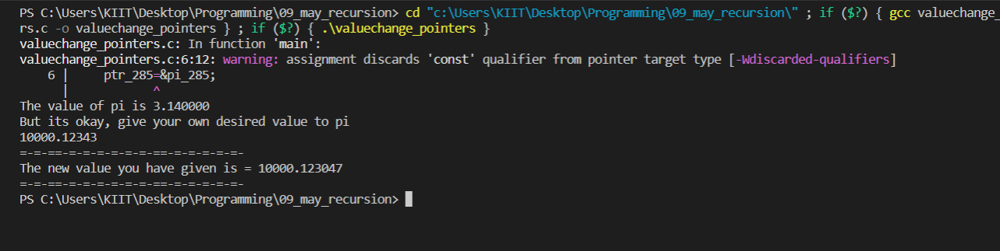 PS C:\Users\KIIT\Desktop\Programming\09_may_recursion> cd "c:\Users\KIIT\Desktop\Programming\09_may_recursion\" ; if ($?) { gcc valuechange_
rs.c -o valuechange_pointers } ; if ($?) { .\valuechange_pointers }
valuechange_pointers.c: In function 'main':
valuechange_pointers.c:6:12: warning: assignment discards 'const' qualifier from pointer target type [-Wdiscarded-qualifiers]
    6 |     ptr_285=&pi_285;
      |            ^
The value of pi is 3.140000
But its okay, give your own desired value to pi
10000.12343
=-=-==-=-=-=-=-==-=-=-=-=-=-
The new value you have given is = 10000.123047
=-=-==-=-=-=-=-==-=-=-=-=-=-
PS C:\Users\KIIT\Desktop\Programming\09_may_recursion>